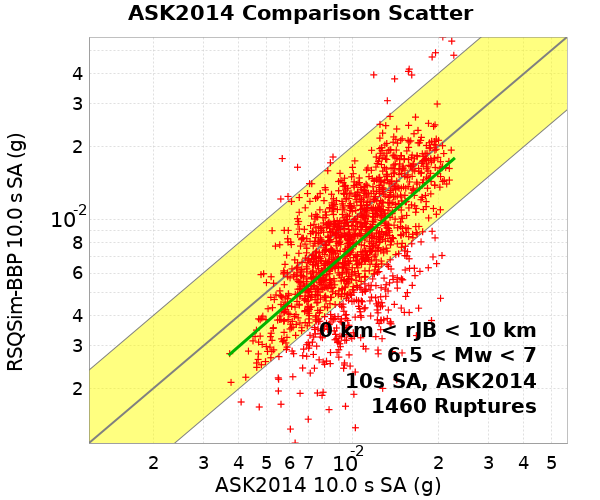 ASK2014 Comparison Scatter
RSQSim-BBP 10.0 s SA (g)
4
3
2
10-2
8
6
4
3
2
0 km < rJB < 10 km
6.5 < Mw < 7
10s SA, ASK2014
1460 Ruptures
2 3 4 5 6 7 10-2 2 3 4 5
ASK2014 10.0 s SA (g)